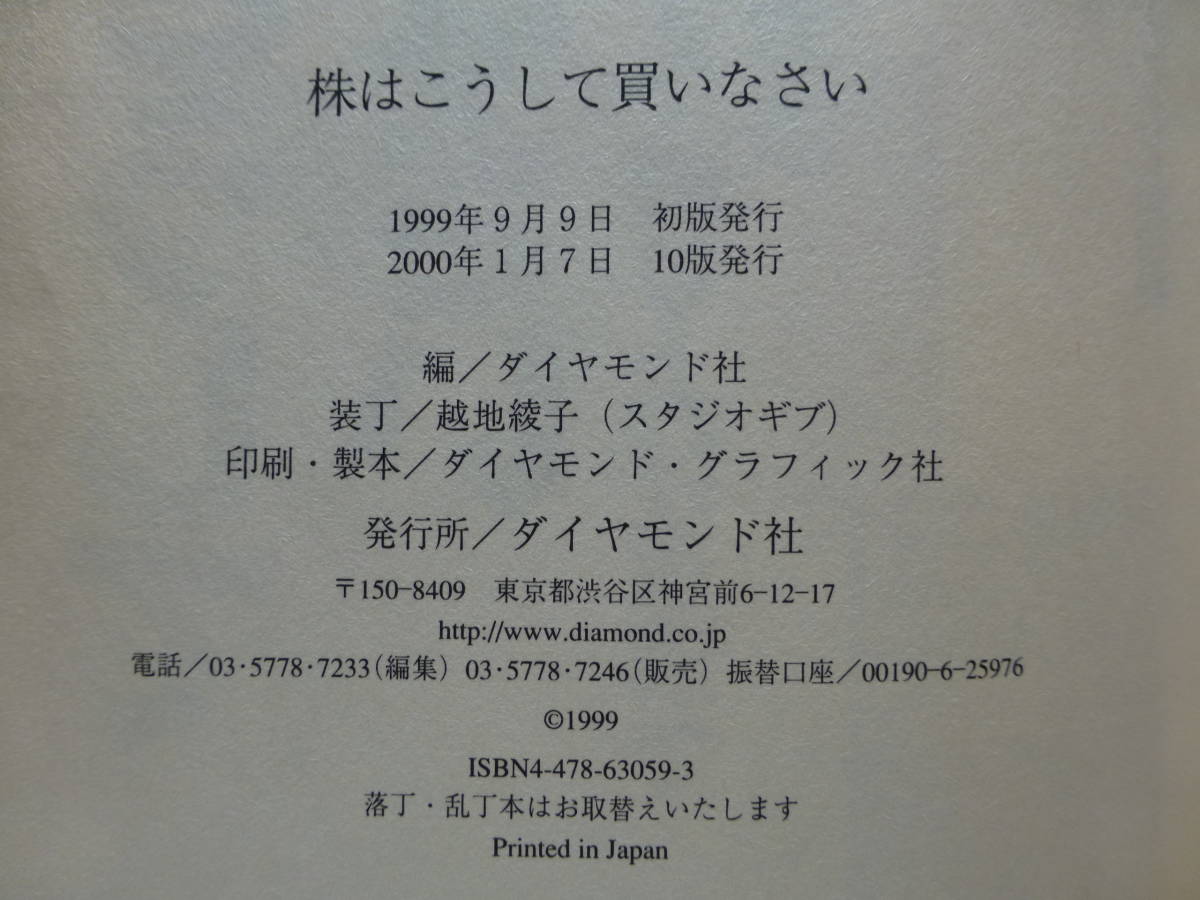 株はこうして買いなさい
1999年9月9日　初版発行
2000年1月7日　10版発行
編／ダイヤモンド社
装丁／越地綾子（スタジオギブ）
印刷・製本／ダイヤモンド・グラフィック社
発行所／ダイヤモンド社
〒150-8409　東京都渋谷区神宮前6-12-17
http://www.diamond.co.jp
電話／03・5778・7233（編集）03・5778・7246（販売）振替口座／00190-6-25976
©1999
ISBN4-478-63059-3
落丁・乱丁本はお取替えいたします
Printed in Japan